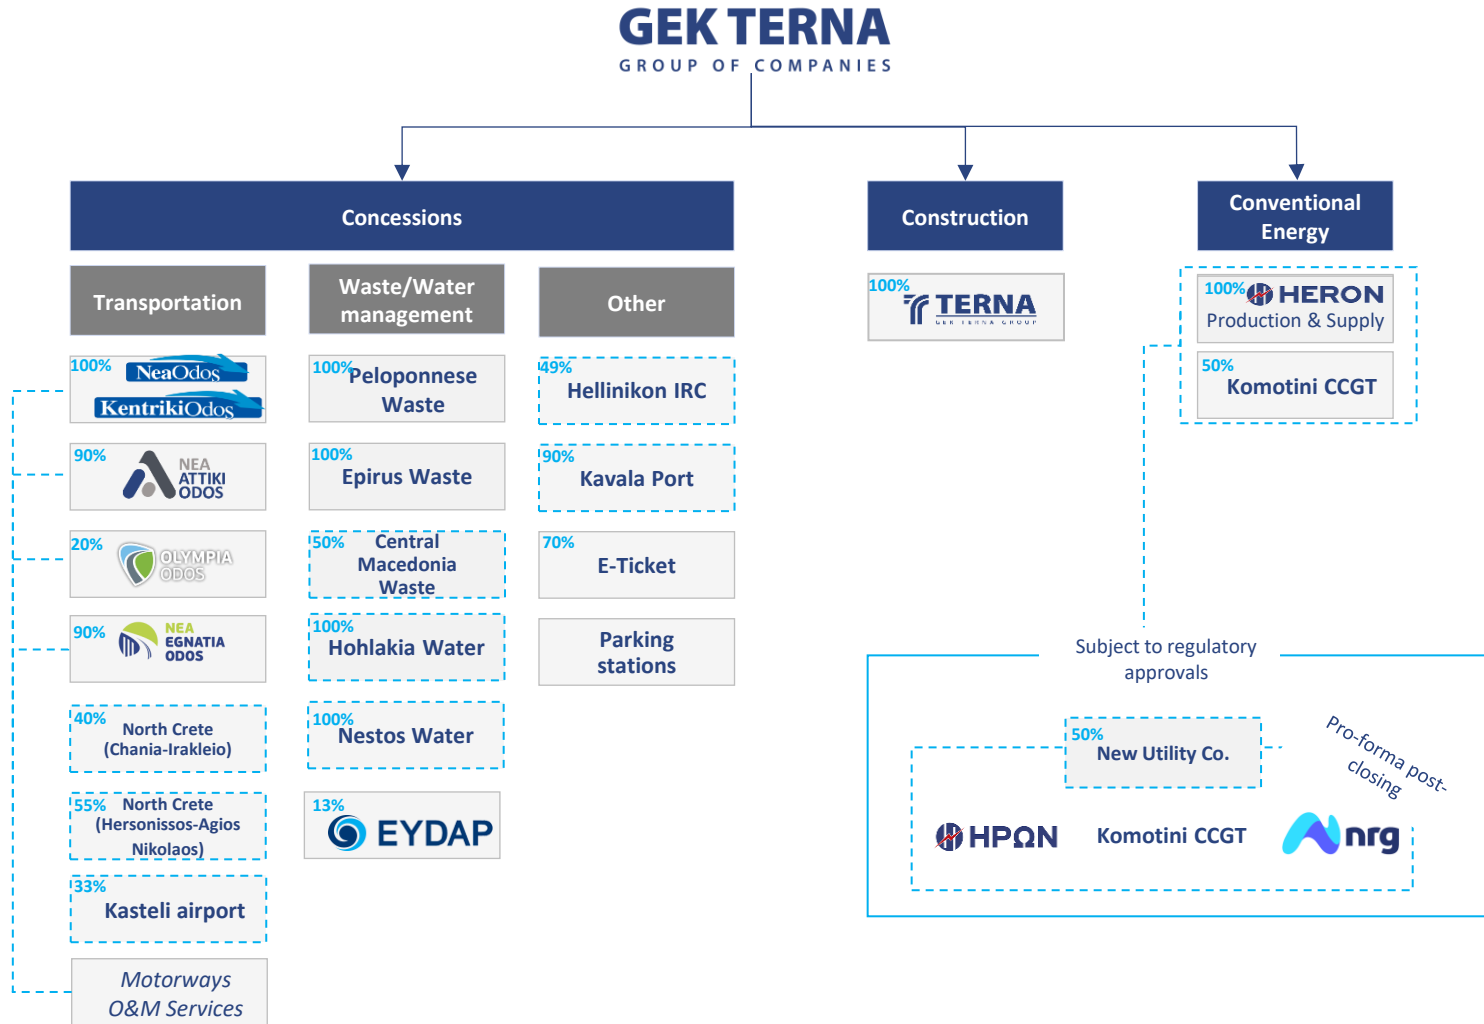 GEK TERNA
GROUP OF COMPANIES
Concessions
Construction
Conventional
Energy
Transportation
Waste/Water
management
Other
100%
NeaOdos
KentrikiOdos
90%
NEA
ATTIKI
ODOS
20%
OLYMPIA
ODOS
90%
NEA
EGNATIA
ODOS
40%
North Crete
(Chania-Irakleio)
55%
North Crete
(Hersonissos-Agios
Nikolaos)
33%
Kasteli airport
Motorways
O&M Services
100%
Peloponnese
Waste
100%
Epirus Waste
50%
Central
Macedonia
Waste
100%
Hohlakia Water
100%
Nestos Water
13%
EYDAP
49%
Hellinikon IRC
90%
Kavala Port
70%
E-Ticket
Parking
stations
100%
TERNA
GEK TERNA GROUP
100%
HERON
Production & Supply
50%
Komotini CCGT
Subject to regulatory
approvals
50%
New Utility Co.
Pro-forma post-
closing
ΗΡΩΝ
Komotini CCGT
nrg